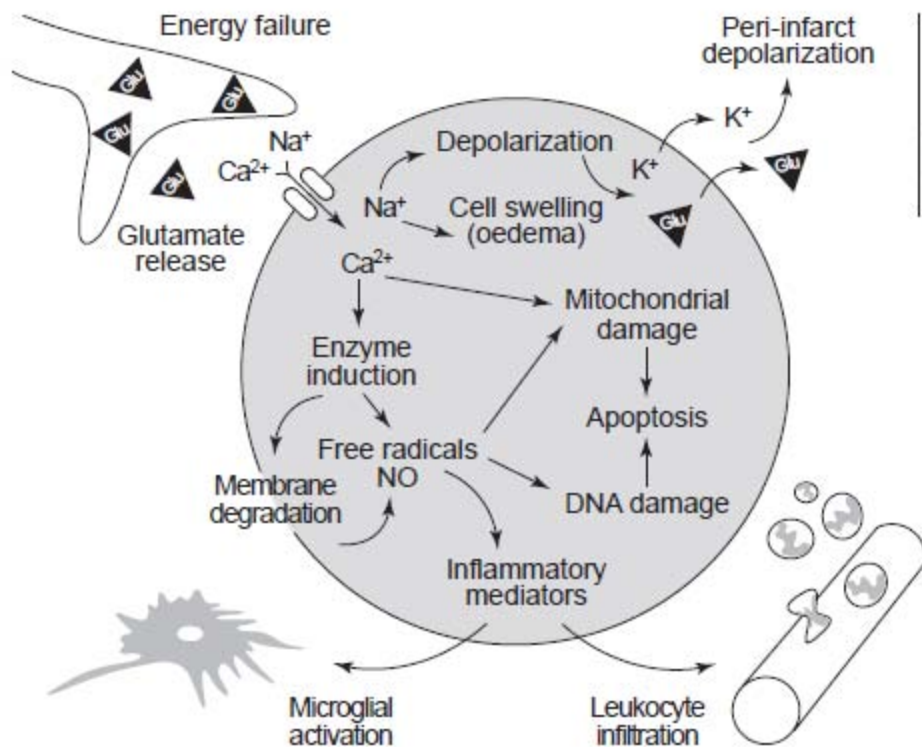 Energy failure
Peri-infarct
depolarization
Glu
Glu
Glu
Glu
Na⁺
Ca²⁺
Glutamate
release
Depolarization
K⁺
K⁺
Glu
Glu
Na⁺
Cell swelling
(oedema)
Ca²⁺
Mitochondrial
damage
Enzyme
induction
Apoptosis
Free radicals
NO
Membrane
degradation
DNA damage
Inflammatory
mediators
Microglial
activation
Leukocyte
infiltration